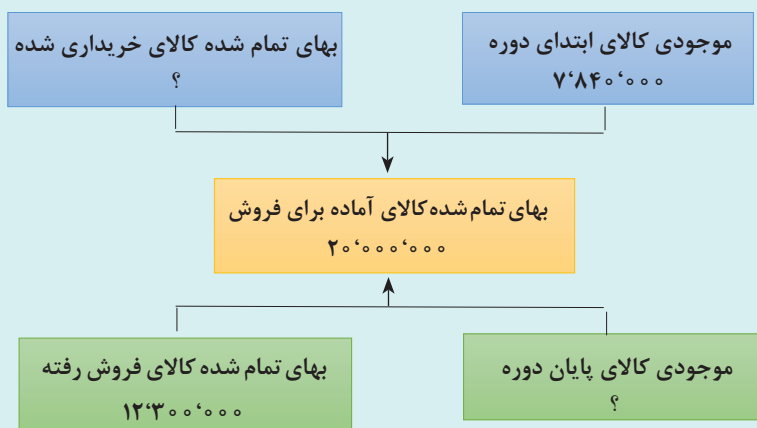 موجودی کالای ابتدای دوره
۷٬۸۴۰٬۰۰۰
بهای تمام شده کالای خریداری شده
؟
بهای تمام‌شده کالای آماده برای فروش
۲۰٬۰۰۰٬۰۰۰
موجودی کالای پایان دوره
؟
بهای تمام شده کالای فروش رفته
۱۲٬۳۰۰٬۰۰۰